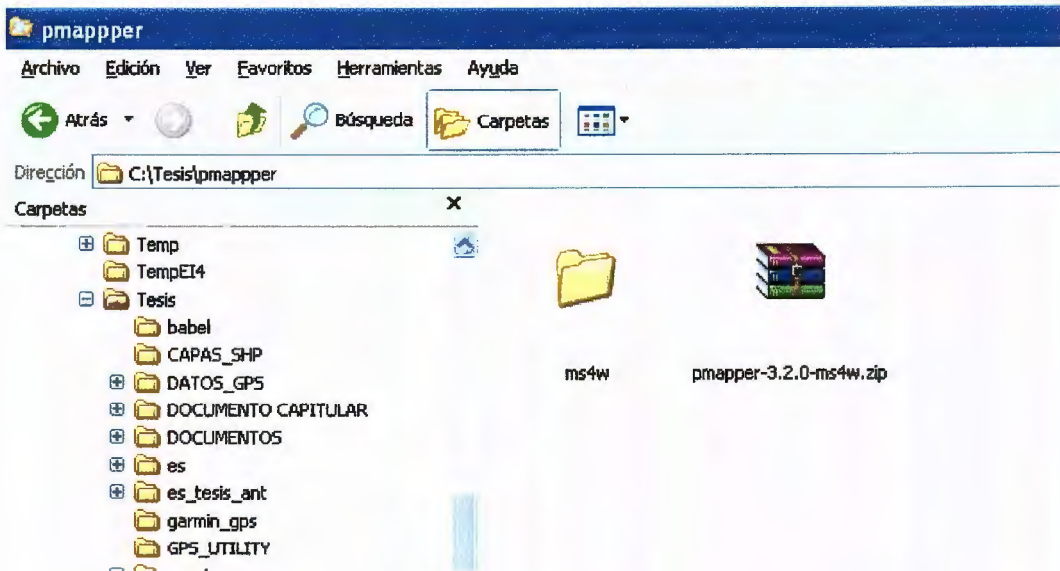 pmappper
Archivo Edición Ver Favoritos Herramientas Ayuda
Atrás Búsqueda Carpetas
Dirección C:\Tesis\pmappper
Carpetas
Temp
TempEI4
Tesis
babel
CAPAS_SHP
DATOS_GPS
DOCUMENTO CAPITULAR
DOCUMENTOS
es
es_tesis_ant
garmin_gps
GPS_UTILITY
ms4w
pmapper-3.2.0-ms4w.zip